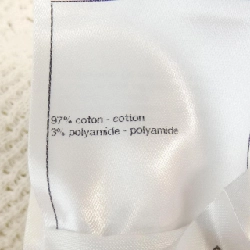 97% coton - cotton
3% polyamide - polyamide